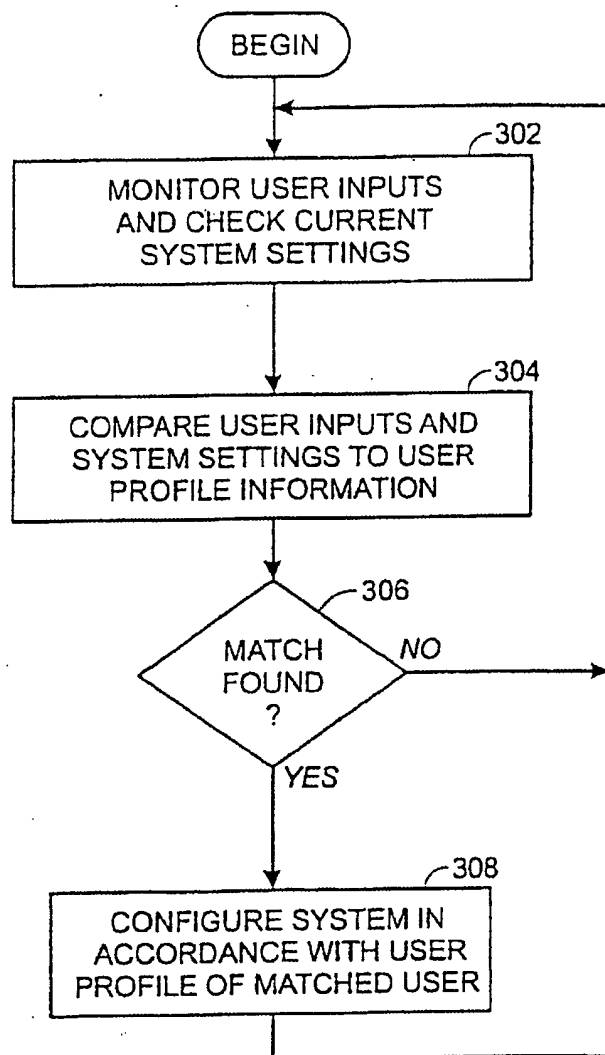 BEGIN
302
MONITOR USER INPUTS
AND CHECK CURRENT
SYSTEM SETTINGS
304
COMPARE USER INPUTS AND
SYSTEM SETTINGS TO USER
PROFILE INFORMATION
306
MATCH
FOUND
?
NO
YES
308
CONFIGURE SYSTEM IN
ACCORDANCE WITH USER
PROFILE OF MATCHED USER